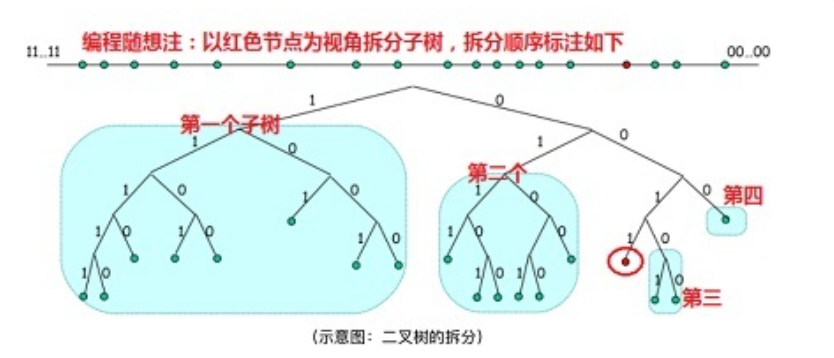 编程随想注：以红色节点为视角拆分子树，拆分顺序标注如下
11...11
00...00
1 0
第一个子树
1 0 1 0
第二个
1 0 1 0 1 0 1 0
第四
1 0 1 0 1 0 1 0
1 0 1 0 1 0 1 0
第三
（示意图：二叉树的拆分）